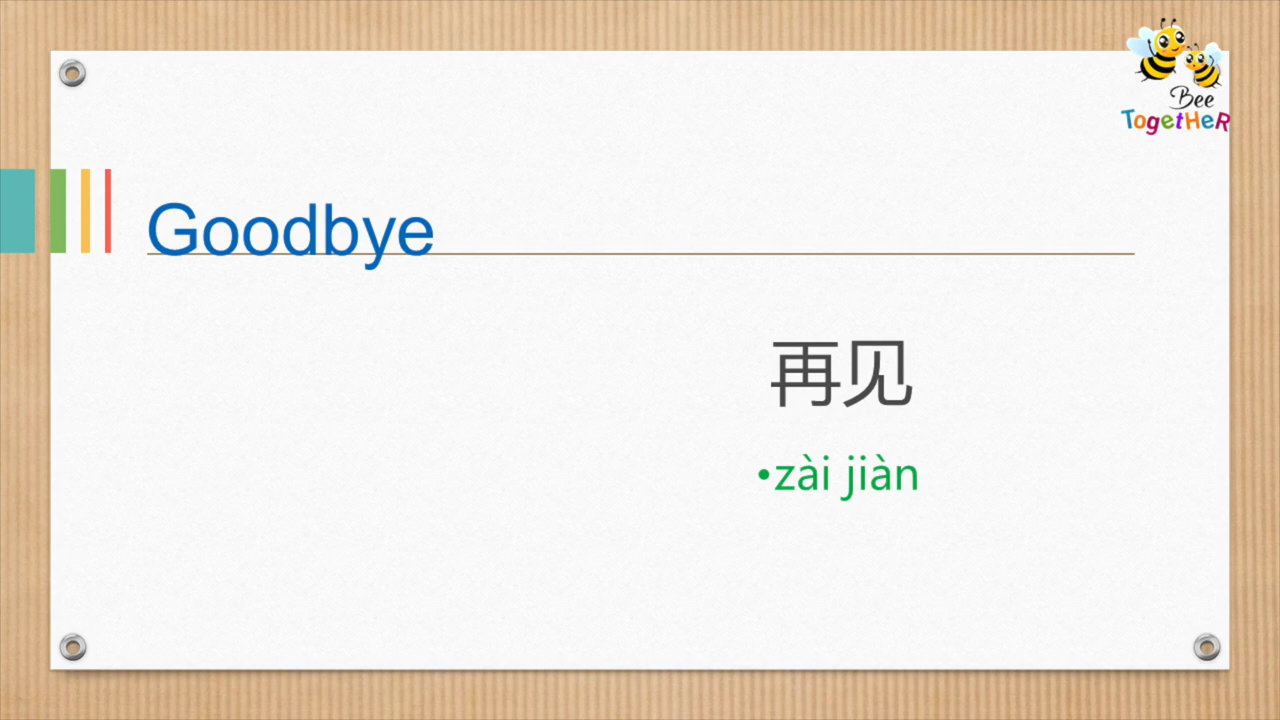 Bee
TogetHeR
Goodbye
再见
•zài jiàn